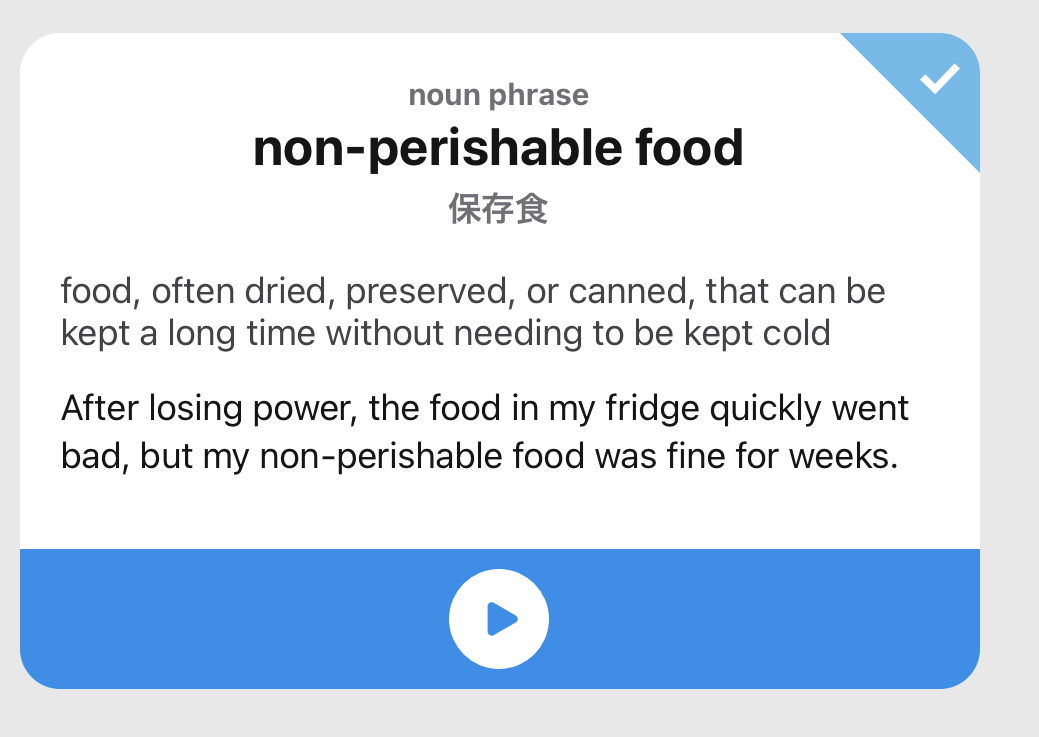 noun phrase
non-perishable food
保存食
food, often dried, preserved, or canned, that can be
kept a long time without needing to be kept cold
After losing power, the food in my fridge quickly went
bad, but my non-perishable food was fine for weeks.